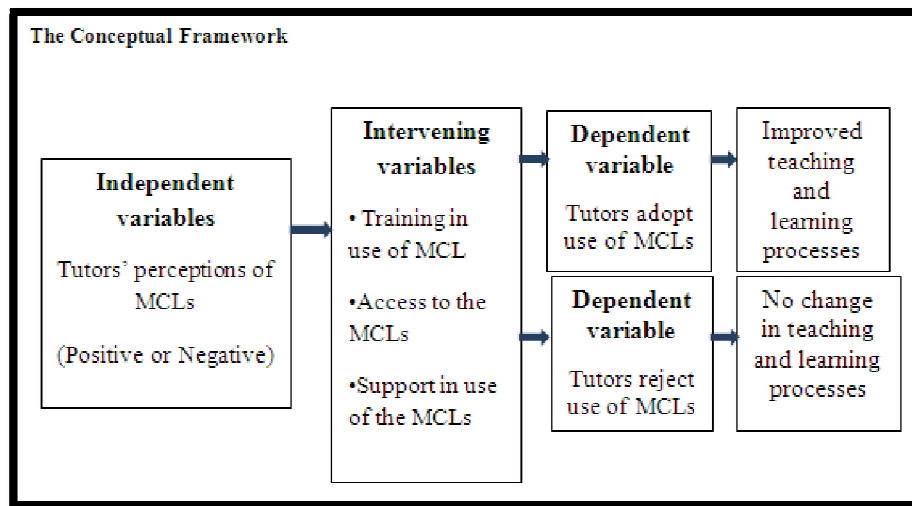 The Conceptual Framework
Independent
variables
Tutors' perceptions of
MCLs
(Positive or Negative)
Intervening
variables
• Training in
use of MCL
•Access to the
MCLs
•Support in use
of the MCLs
Dependent
variable
Tutors adopt
use of MCLs
Improved
teaching
and
learning
processes
Dependent
variable
Tutors reject
use of MCLs
No change
in teaching
and learning
processes